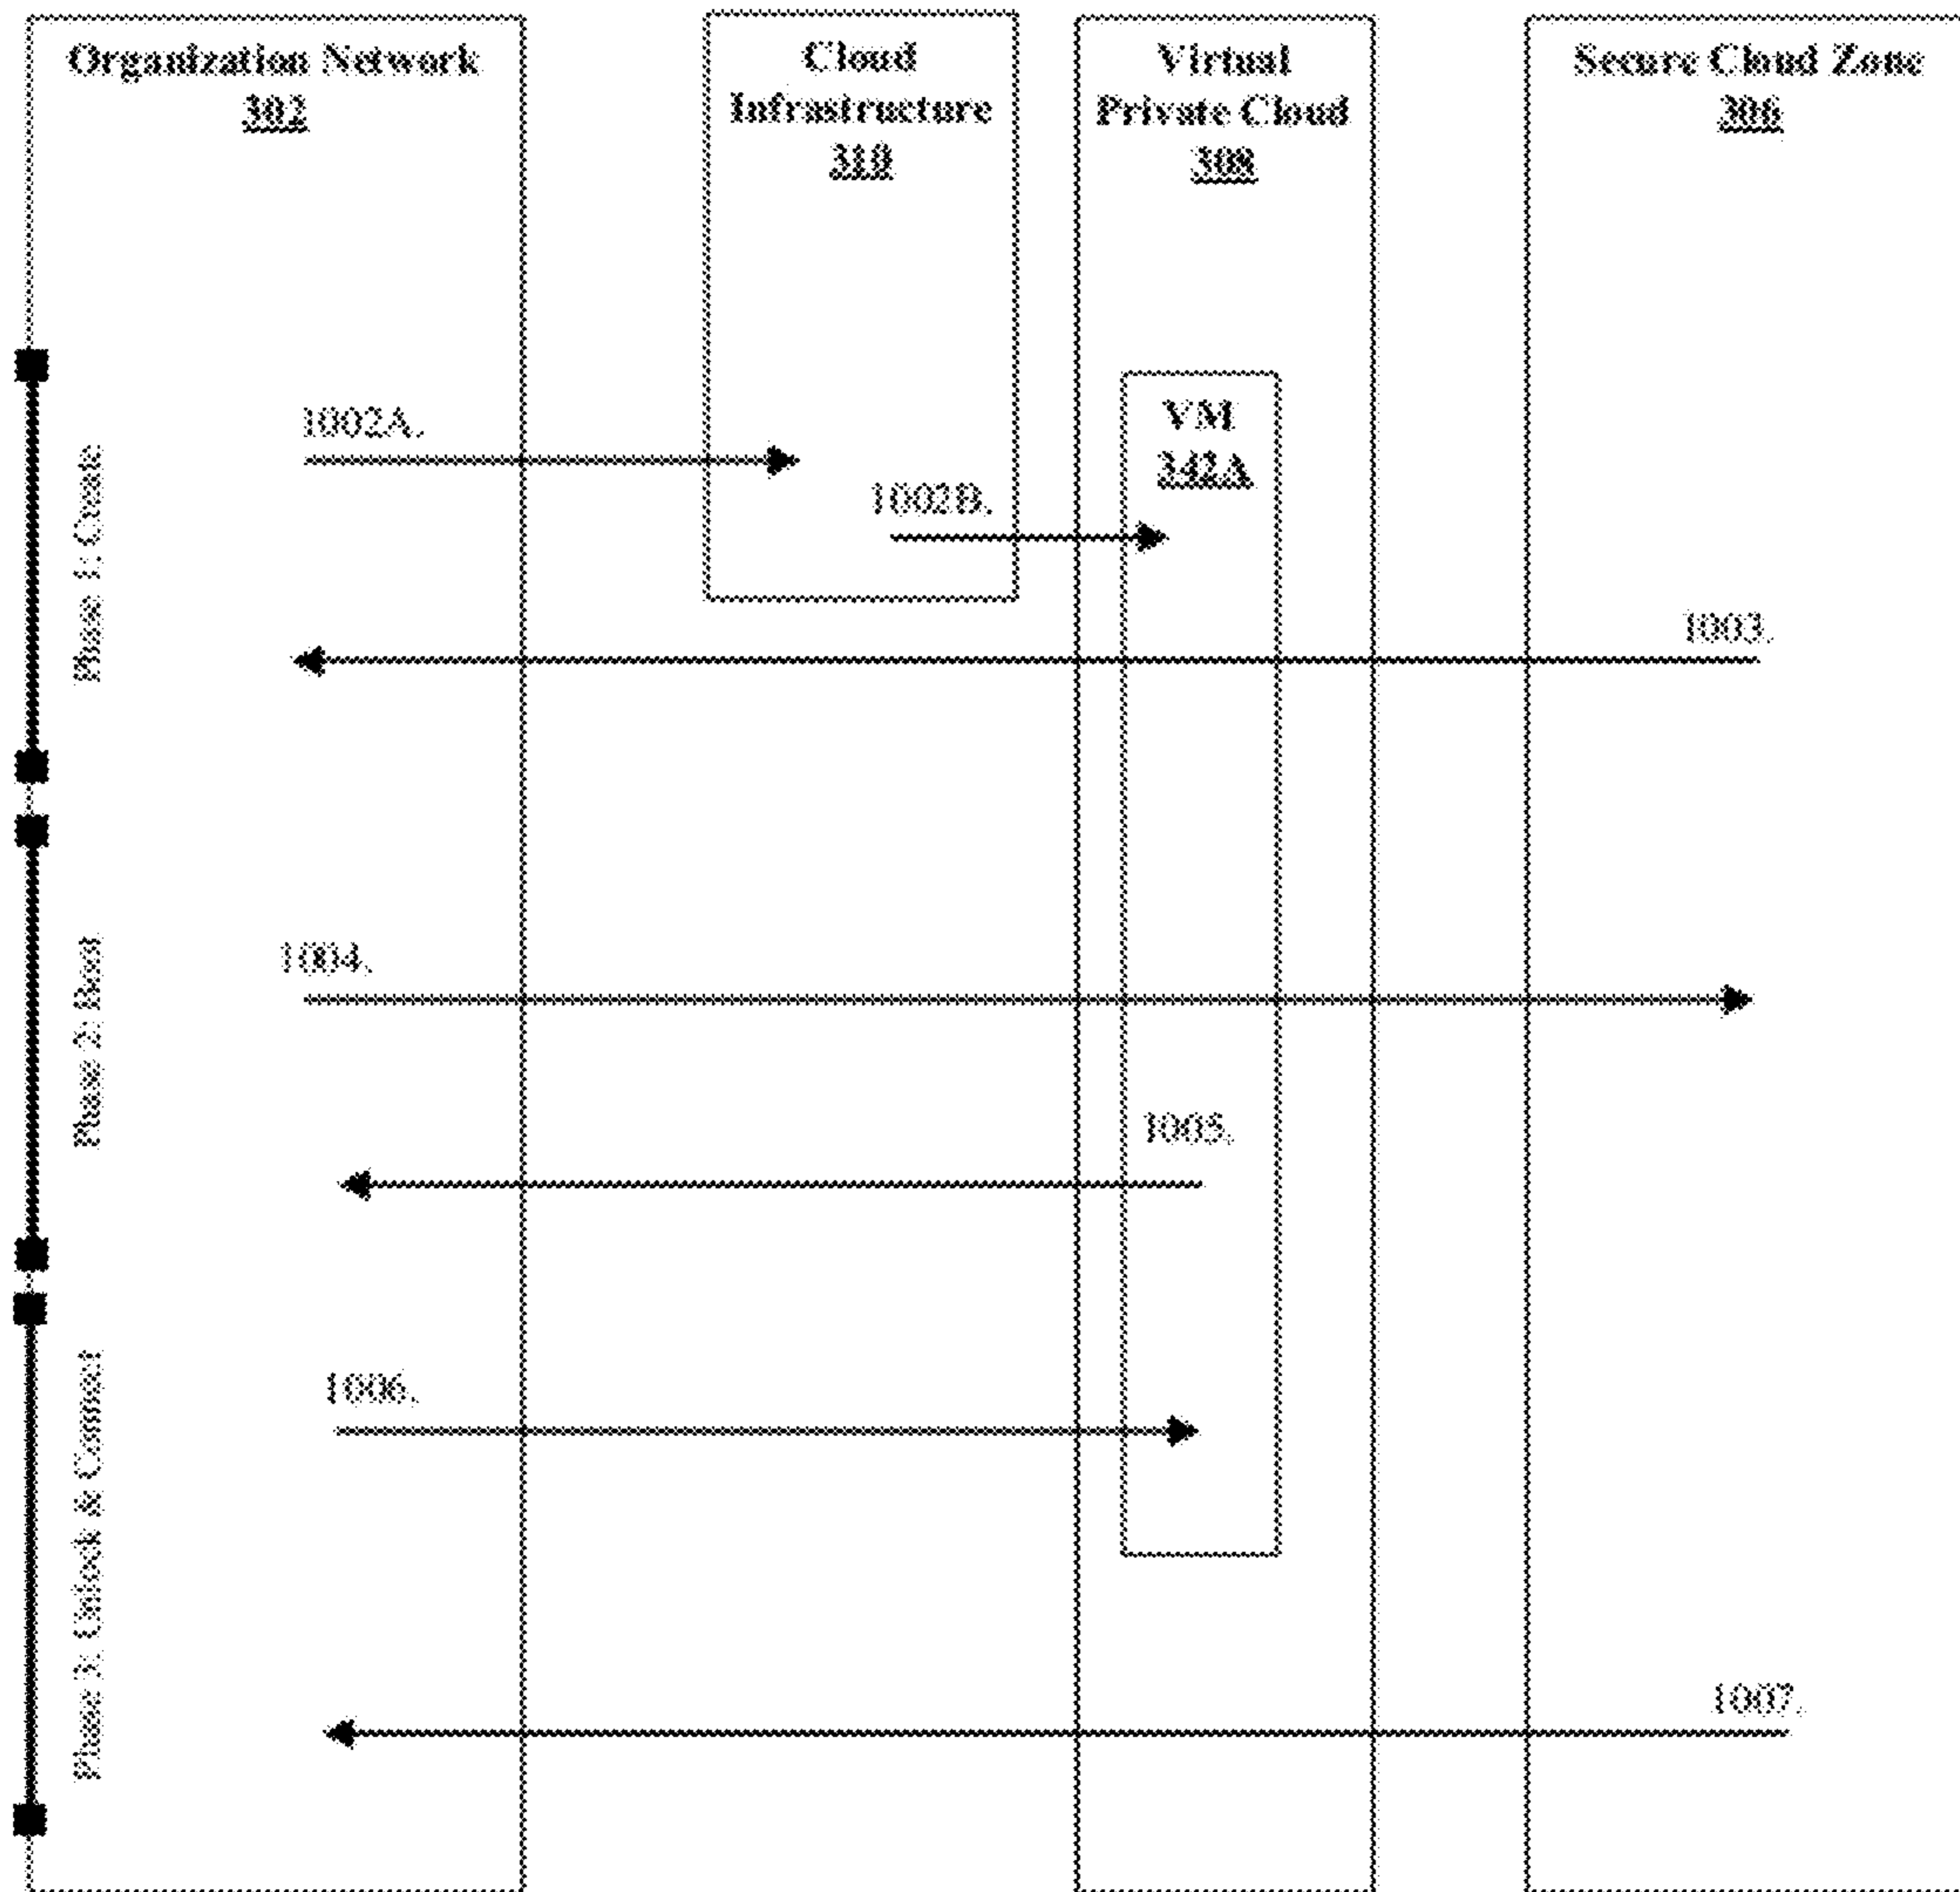 Organization Network
302
Cloud
Infrastructure
310
Virtual
Private Cloud
308
Secure Cloud Zone
306
Phase 1: Create
1002A.
1002B.
VM
342A
1003.
Phase 2: Boot
1004.
1005.
Phase 3: Unlock & Connect
1006.
1007.